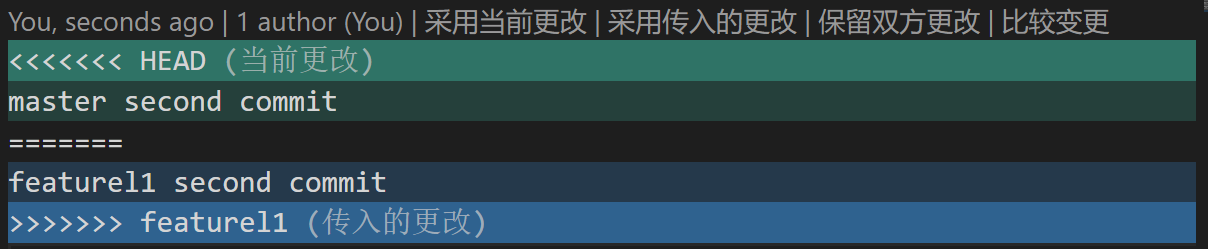 You, seconds ago | 1 author (You) | 采用当前更改 | 采用传入的更改 | 保留双方更改 | 比较变更
<<<<<<< HEAD (当前更改)
master second commit
=======
featurel1 second commit
>>>>>>> featurel1 (传入的更改)